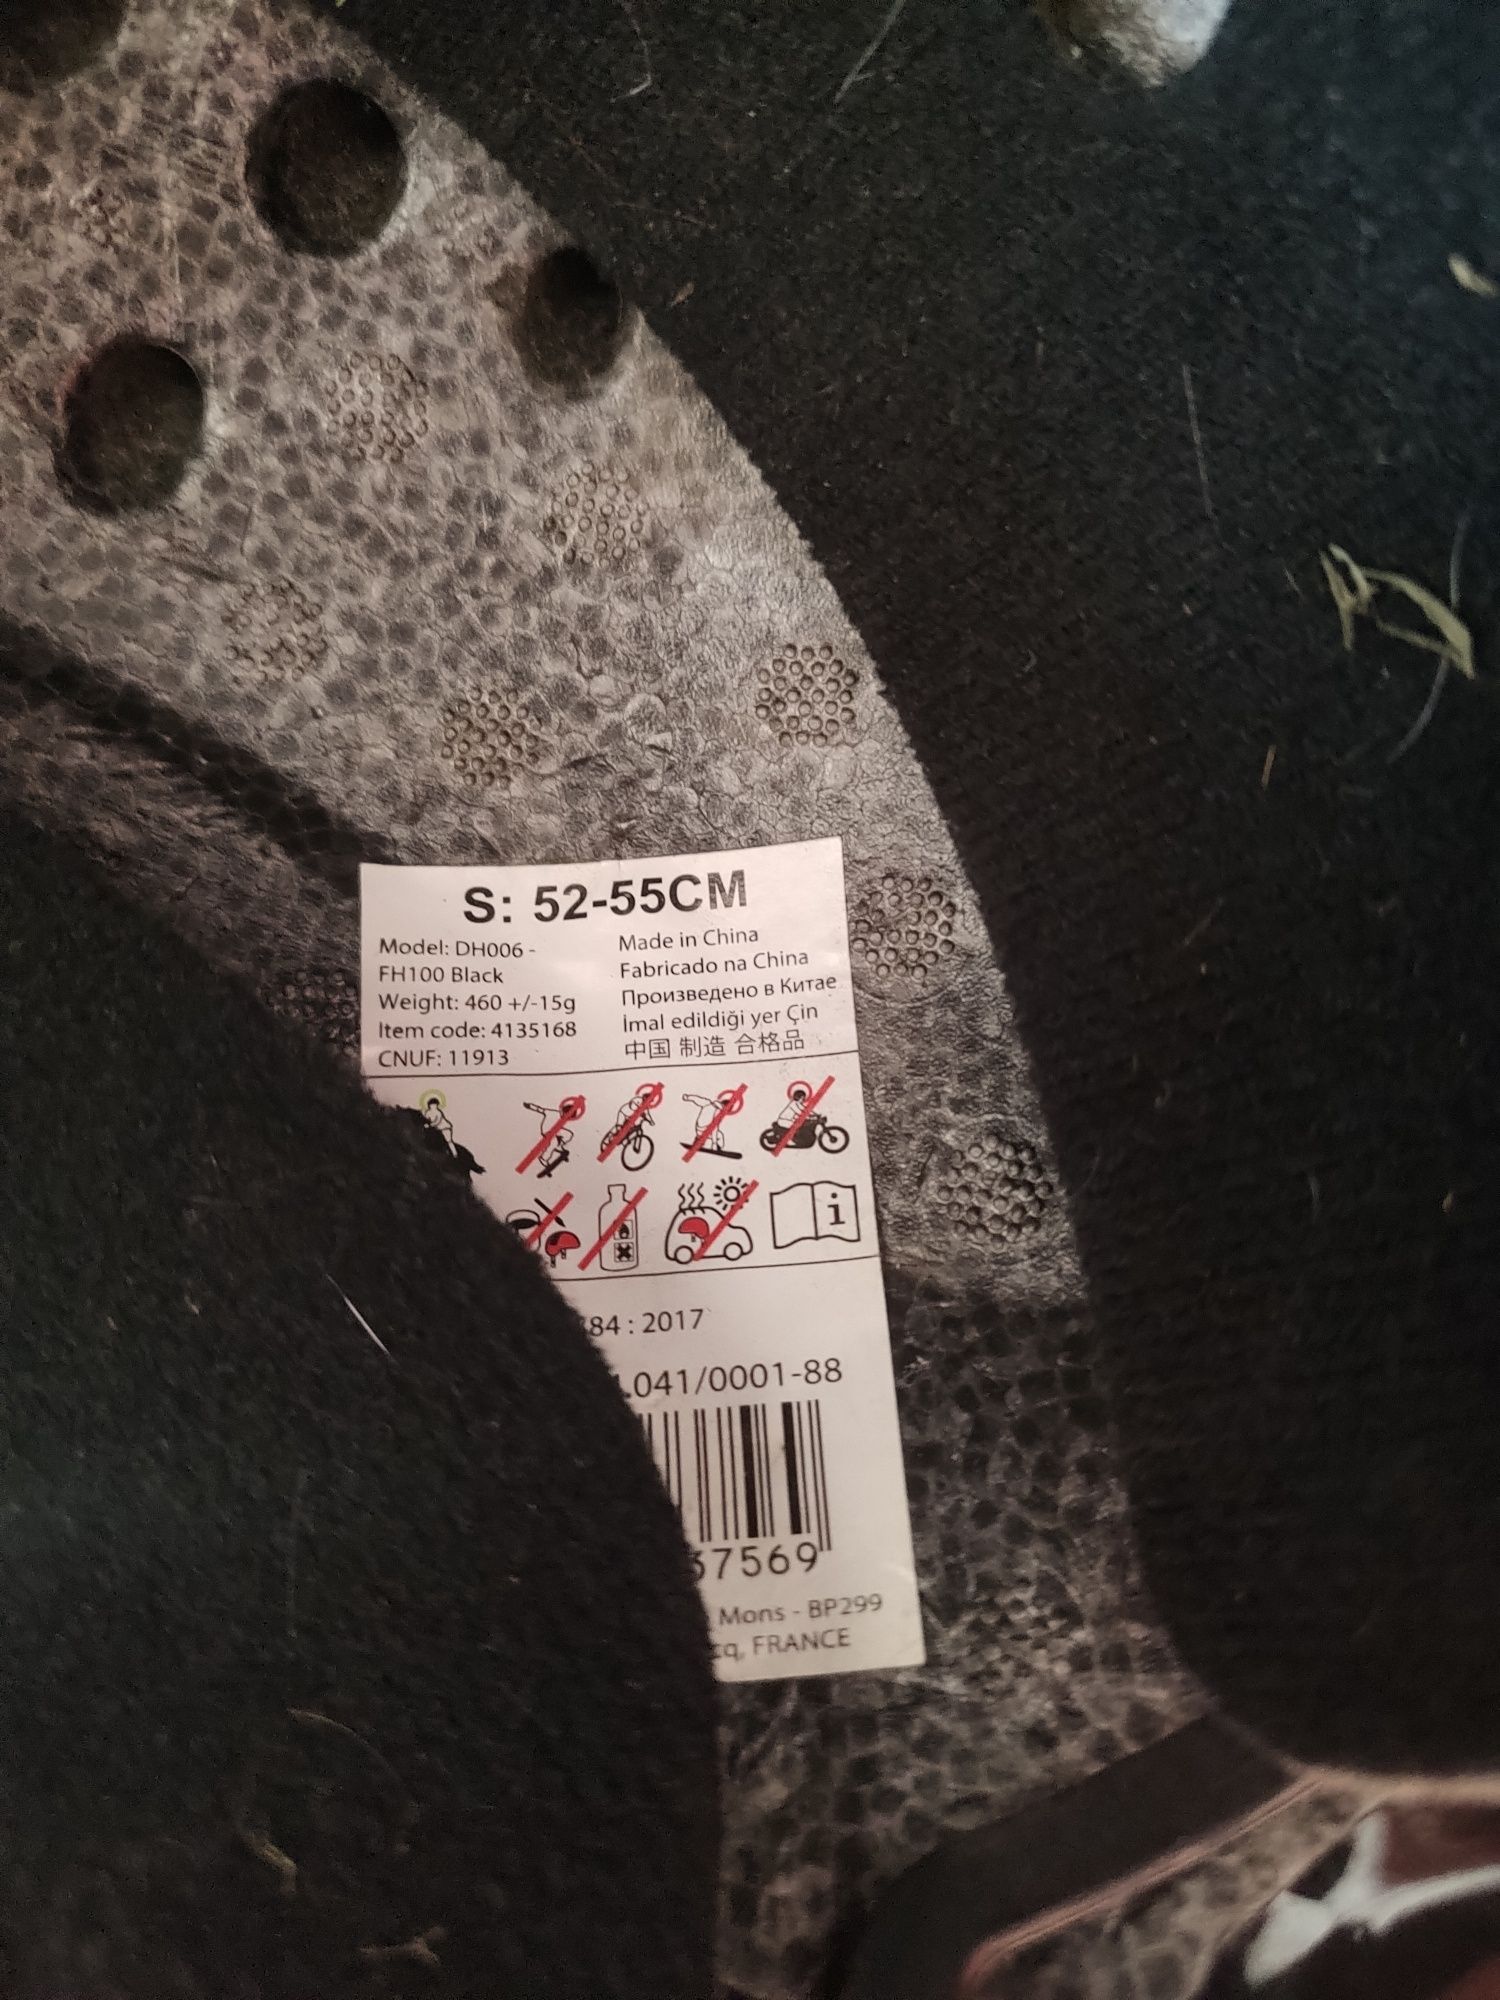 S: 52-55CM
Model: DH006 -
FH100 Black
Weight: 460 +/-15g
Item code: 4135168
CNUF: 11913
Made in China
Fabricado na China
Произведено в Китае
İmal edildiği yer Çin
中国 制造 合格品
i
84 : 2017
.041/0001-88
37569
Mons - BP299
cq, FRANCE